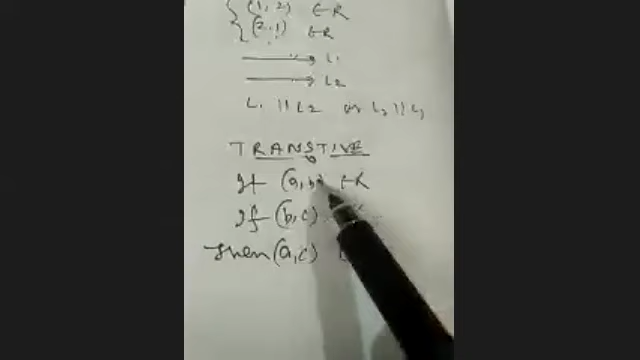 {(1, 2) ∈ R
{(2, 1) ∈ R
L1
L2
L1 || L2 or L2 || L1
TRANSTIVE
If (a,b) ∈ R
If (b,c)
then (a,c)